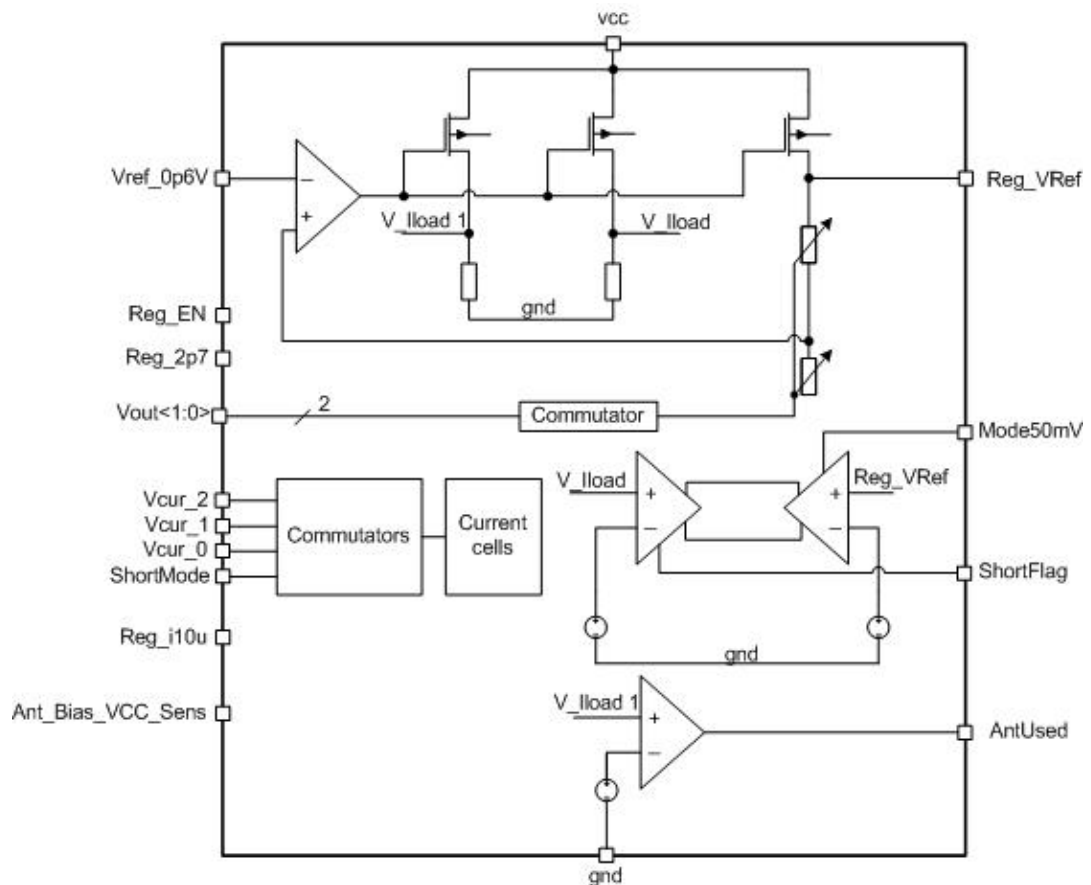 vcc
Vref_0p6V
Reg_VRef
V_Iload 1
V_Iload
gnd
Reg_EN
Reg_2p7
Vout<1:0>
2
Commutator
Mode50mV
V_Iload
Reg_VRef
Vcur_2
Vcur_1
Vcur_0
ShortMode
Commutators
Current
cells
ShortFlag
Reg_i10u
gnd
Ant_Bias_VCC_Sens
V_Iload 1
AntUsed
gnd